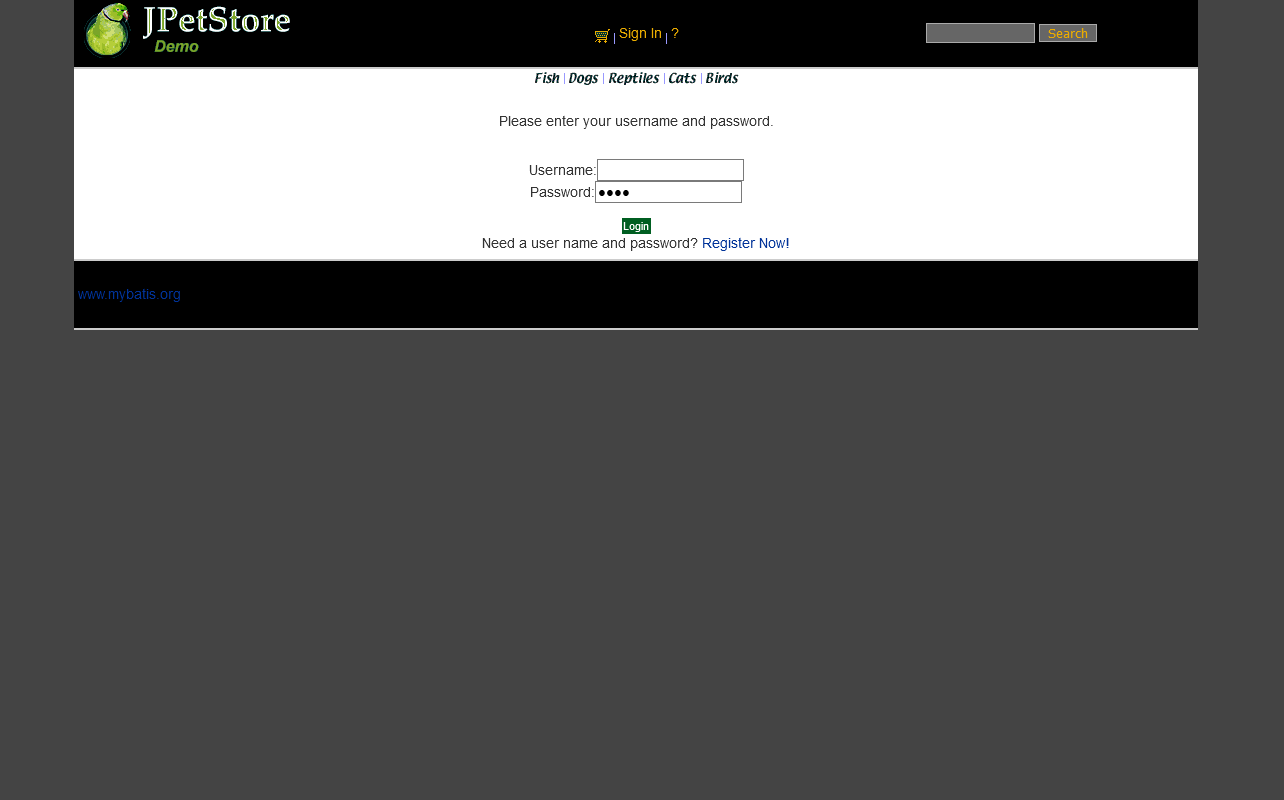 JPetStore
Demo
Sign In | ?
Search
Fish | Dogs | Reptiles | Cats | Birds
Please enter your username and password.
Username:
Password: ●●●●
Login
Need a user name and password? Register Now!
www.mybatis.org